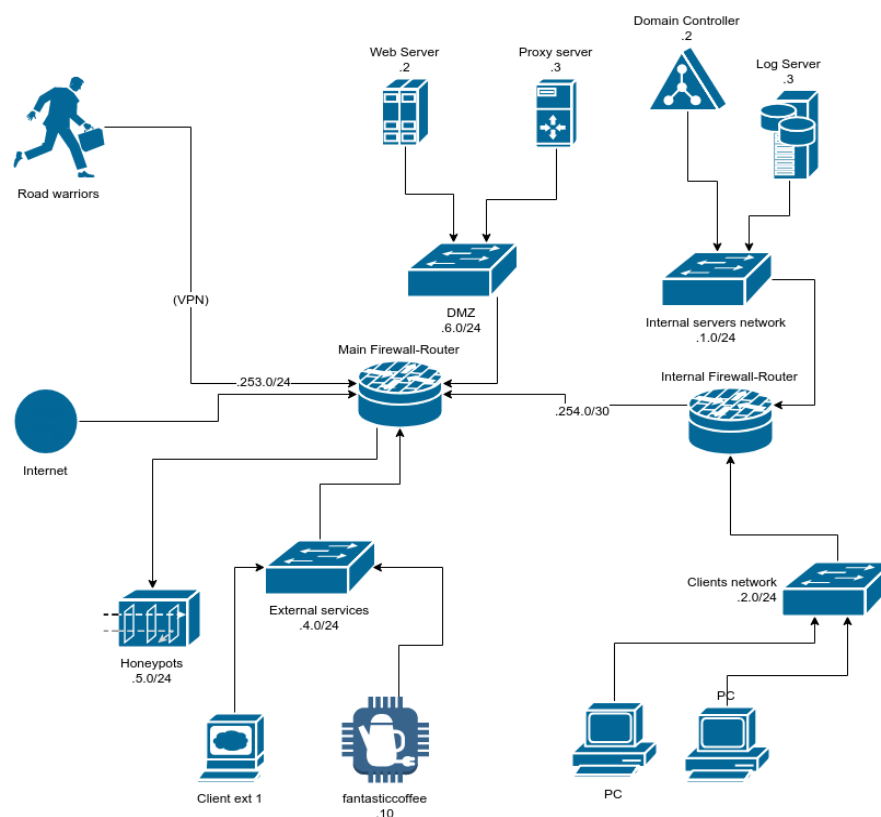 Domain Controller
.2
Web Server
.2
Proxy server
.3
Log Server
.3
Road warriors
(VPN)
DMZ
.6.0/24
Internal servers network
.1.0/24
Main Firewall-Router
Internal Firewall-Router
.253.0/24
.254.0/30
Internet
External services
.4.0/24
Clients network
.2.0/24
Honeypots
.5.0/24
PC
Client ext 1
fantasticcoffee
.10
PC